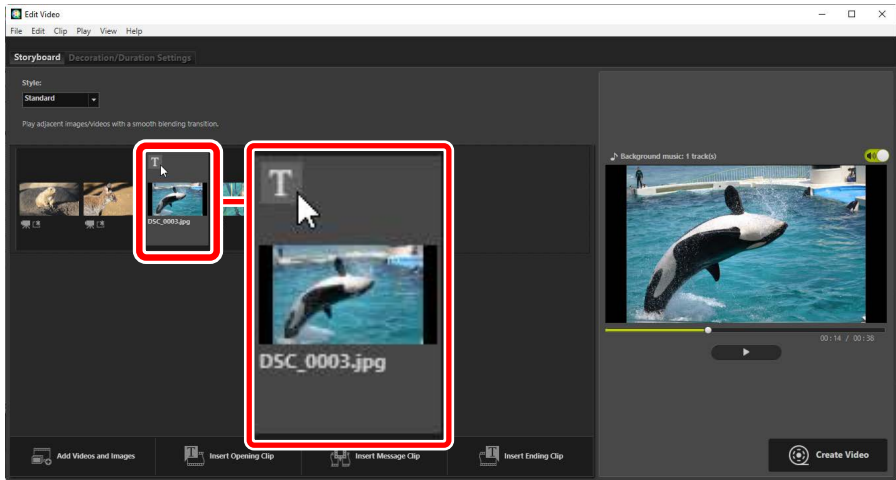 Edit Video
File Edit Clip Play View Help
Storyboard Decoration/Duration Settings
Style:
Standard
Play adjacent images/videos with a smooth blending transition.
Background music: 1 track(s)
T
DSC_0003.jpg
T
DSC_0003.jpg
00:14 / 00:38
Add Videos and Images
Insert Opening Clip
Insert Message Clip
Insert Ending Clip
Create Video